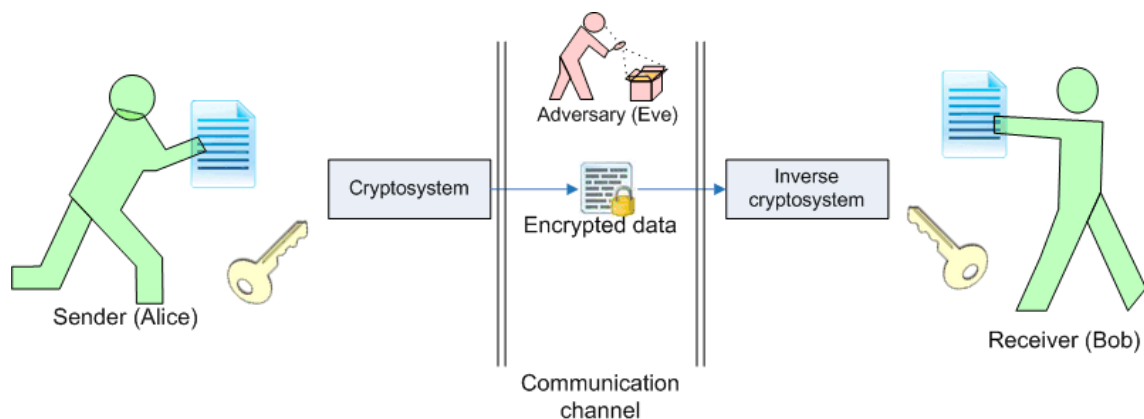 Adversary (Eve)
Cryptosystem
Inverse
cryptosystem
Encrypted data
Sender (Alice)
Receiver (Bob)
Communication
channel